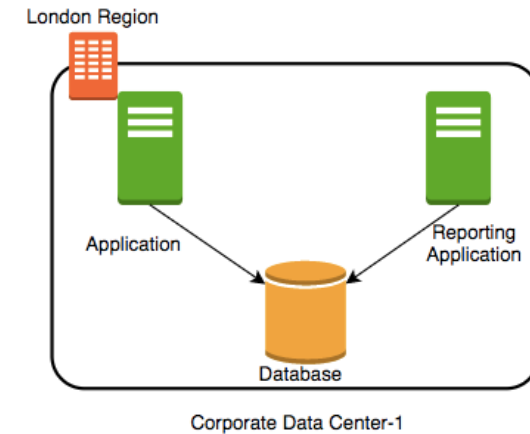 London Region
Application
Reporting
Application
Database
Corporate Data Center-1